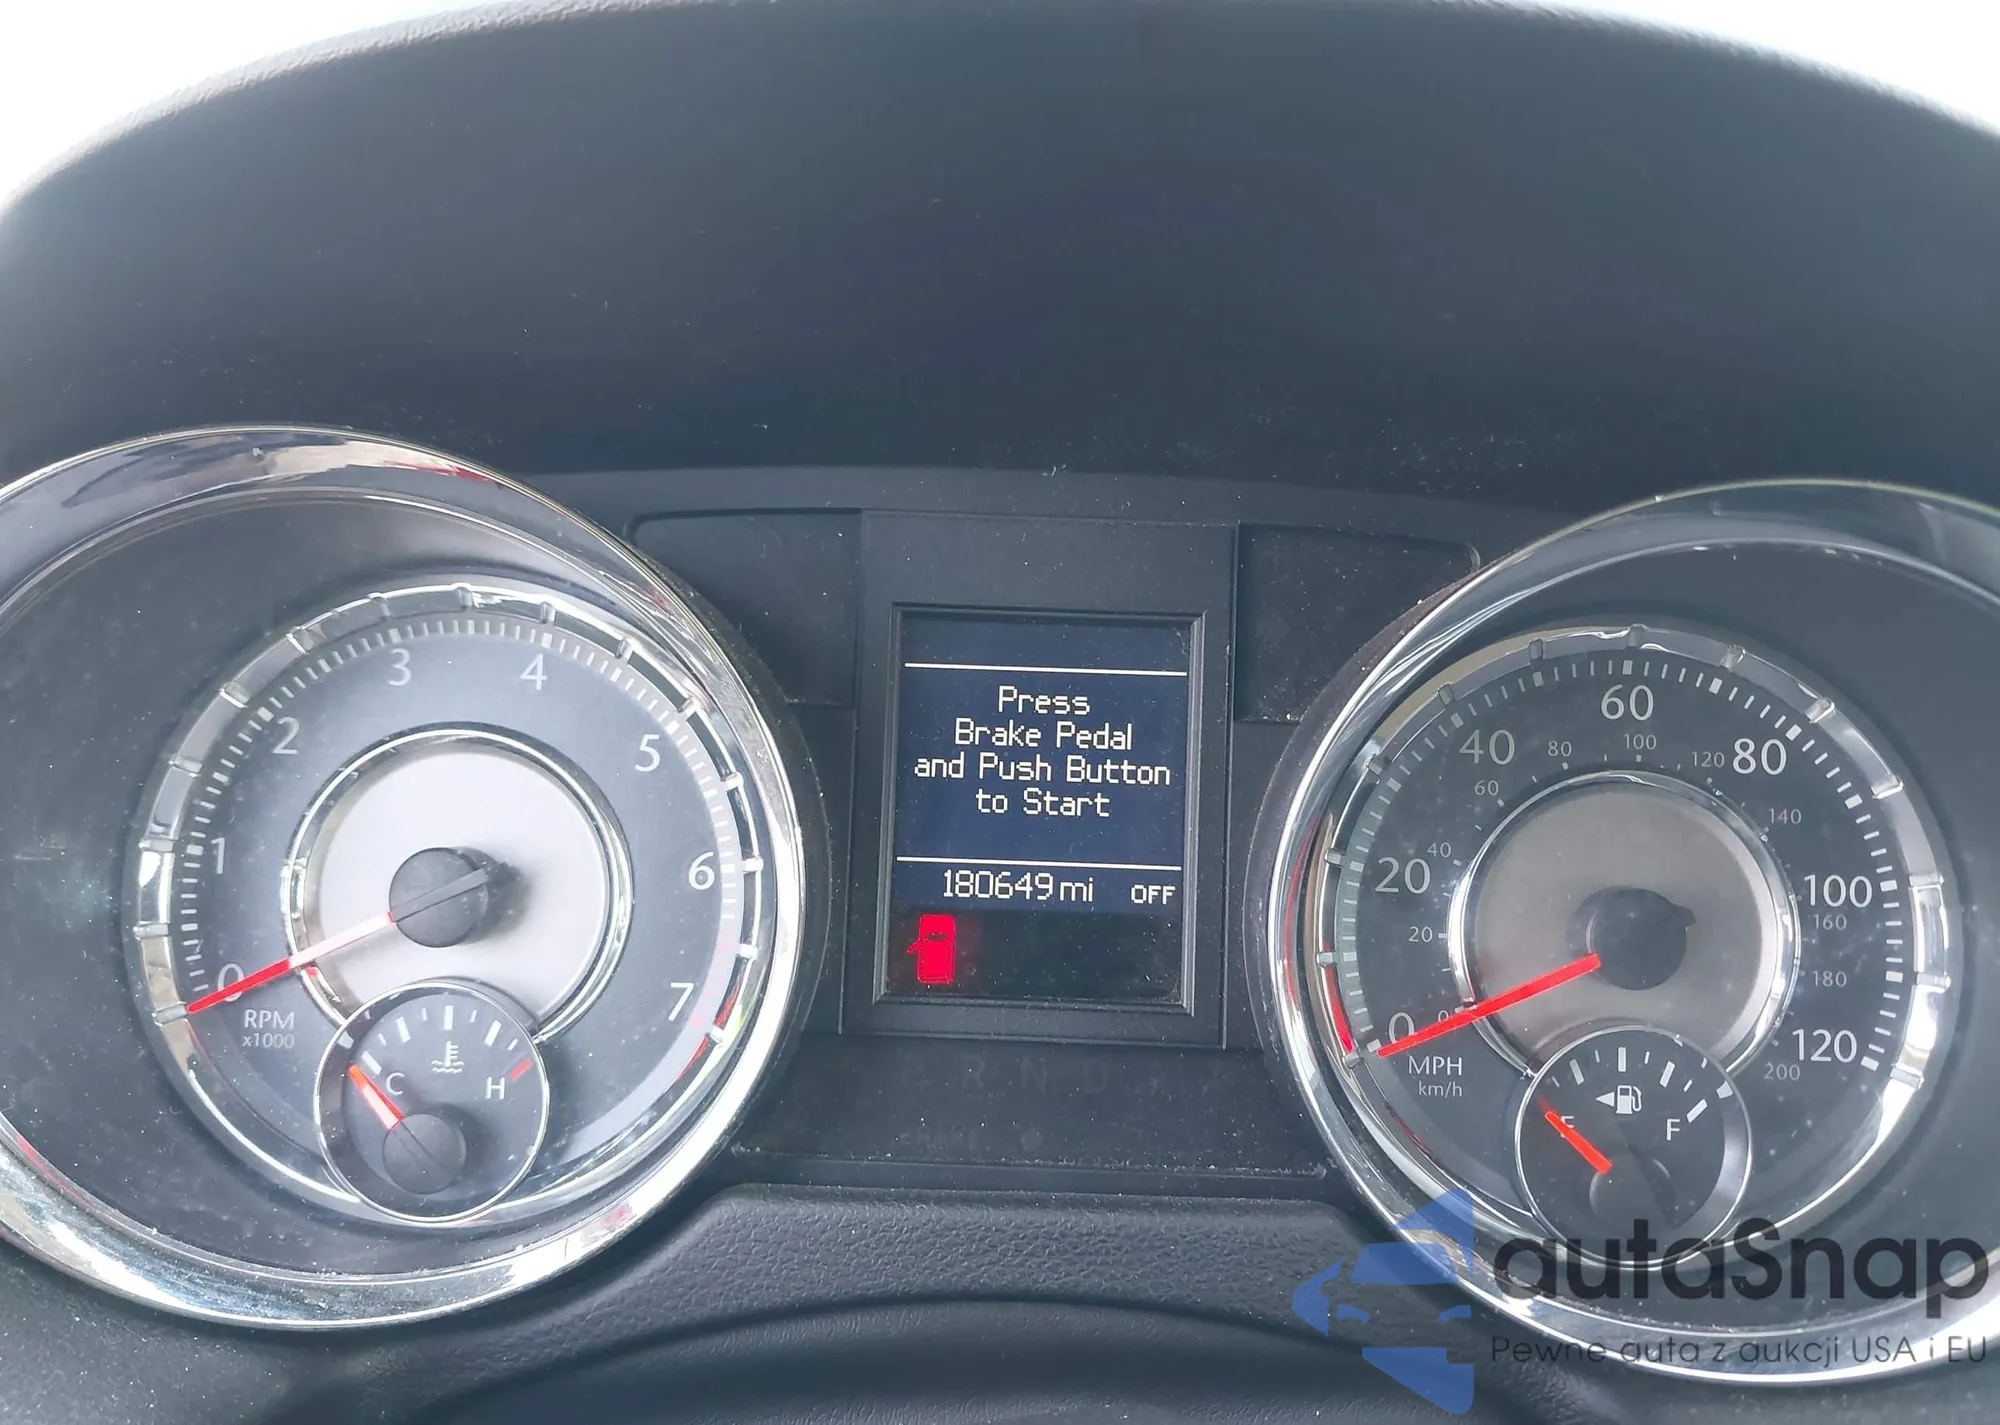 0
1
2
3
4
5
6
7
RPM
x1000
C
H
Press
Brake Pedal
and Push Button
to Start
180649 mi OFF
P R N D
0
20
40
60
80
100
120
MPH
km/h
0
20
40
60
80
100
120
140
160
180
200
E
F
autaSnap
Pewne auta z aukcji USA i EU